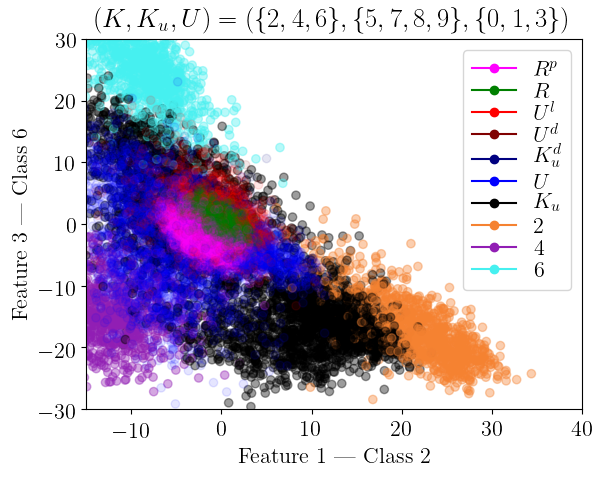 (K, K_u, U) = ({2, 4, 6}, {5, 7, 8, 9}, {0, 1, 3})
30
20
10
0
−10
−20
−30
Feature 3 — Class 6
R^p
R
U^l
U^d
K_u^d
U
K_u
2
4
6
−10 0 10 20 30 40
Feature 1 — Class 2